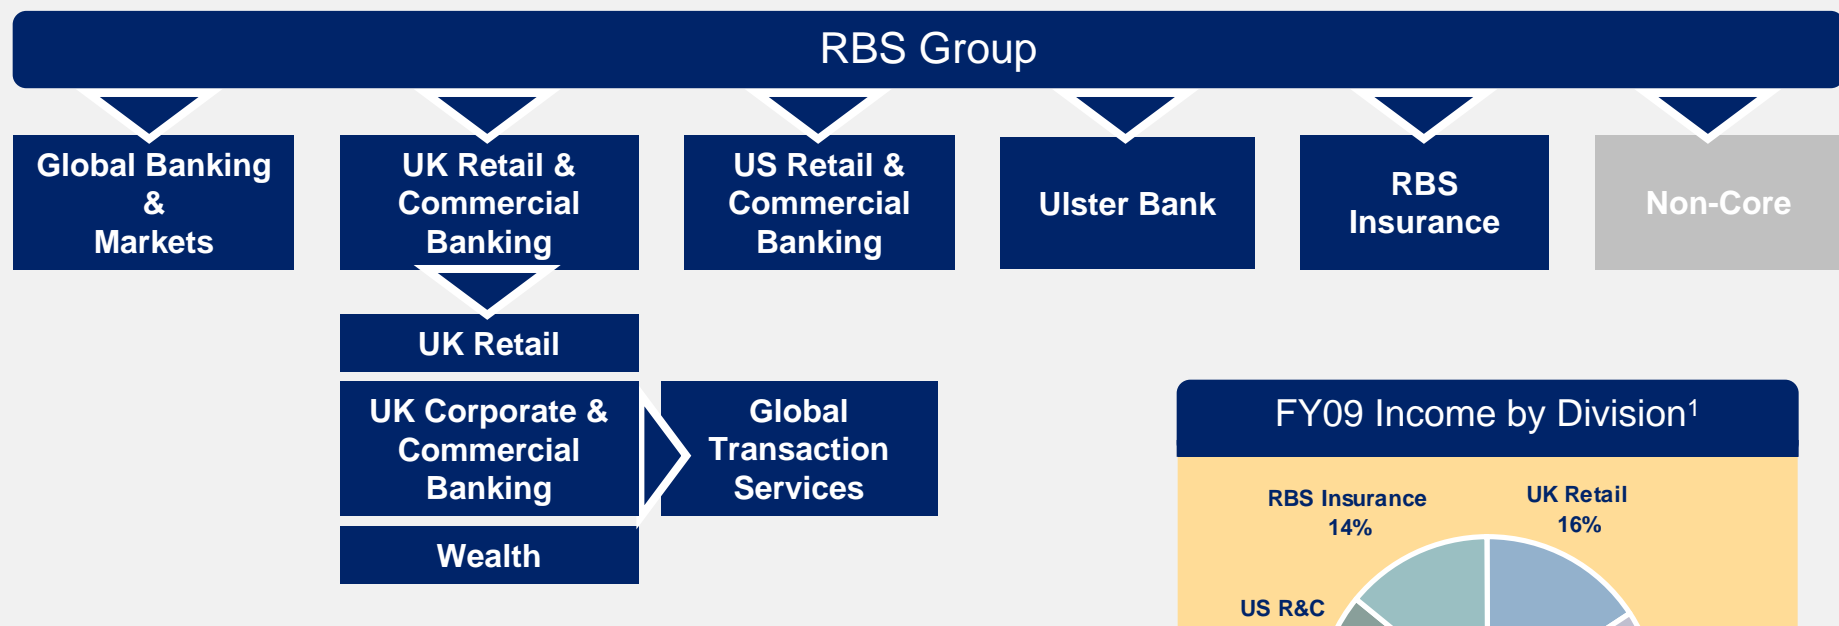 RBS Group
Global Banking
&
Markets
UK Retail &
Commercial
Banking
US Retail &
Commercial
Banking
Ulster Bank
RBS
Insurance
Non-Core
UK Retail
UK Corporate &
Commercial
Banking
Global
Transaction
Services
Wealth
FY09 Income by Division¹
RBS Insurance
14%
UK Retail
16%
US R&C